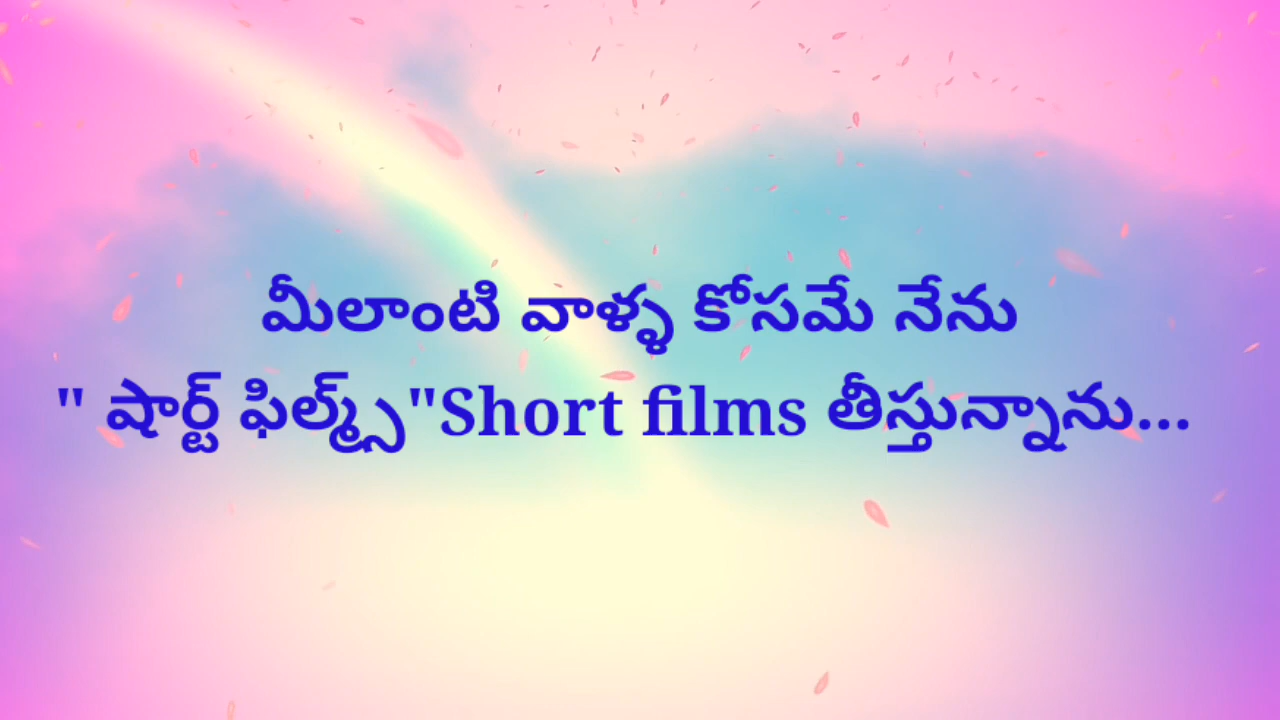 మీలాంటి వాళ్ళ కోసమే నేను
" షార్ట్ ఫిల్మ్స్"Short films తీస్తున్నాను...